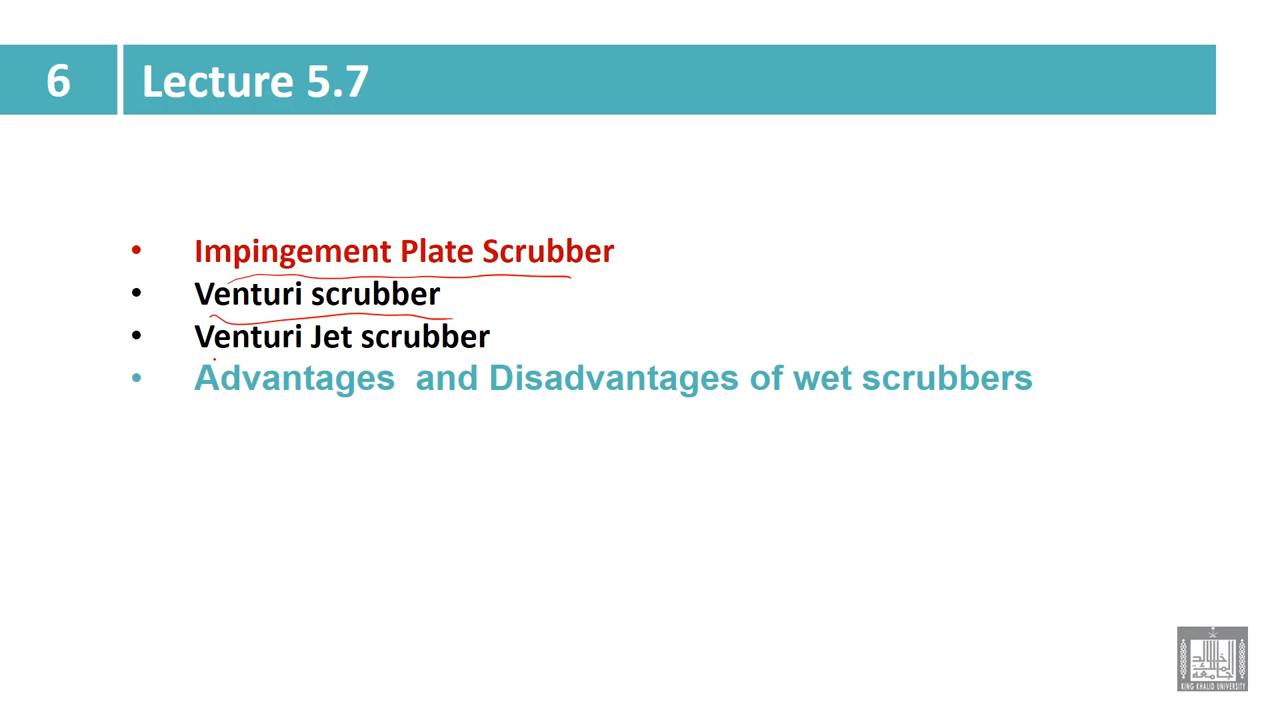 6
Lecture 5.7
• Impingement Plate Scrubber
• Venturi scrubber
• Venturi Jet scrubber
• Advantages and Disadvantages of wet scrubbers
KING KHALID UNIVERSITY